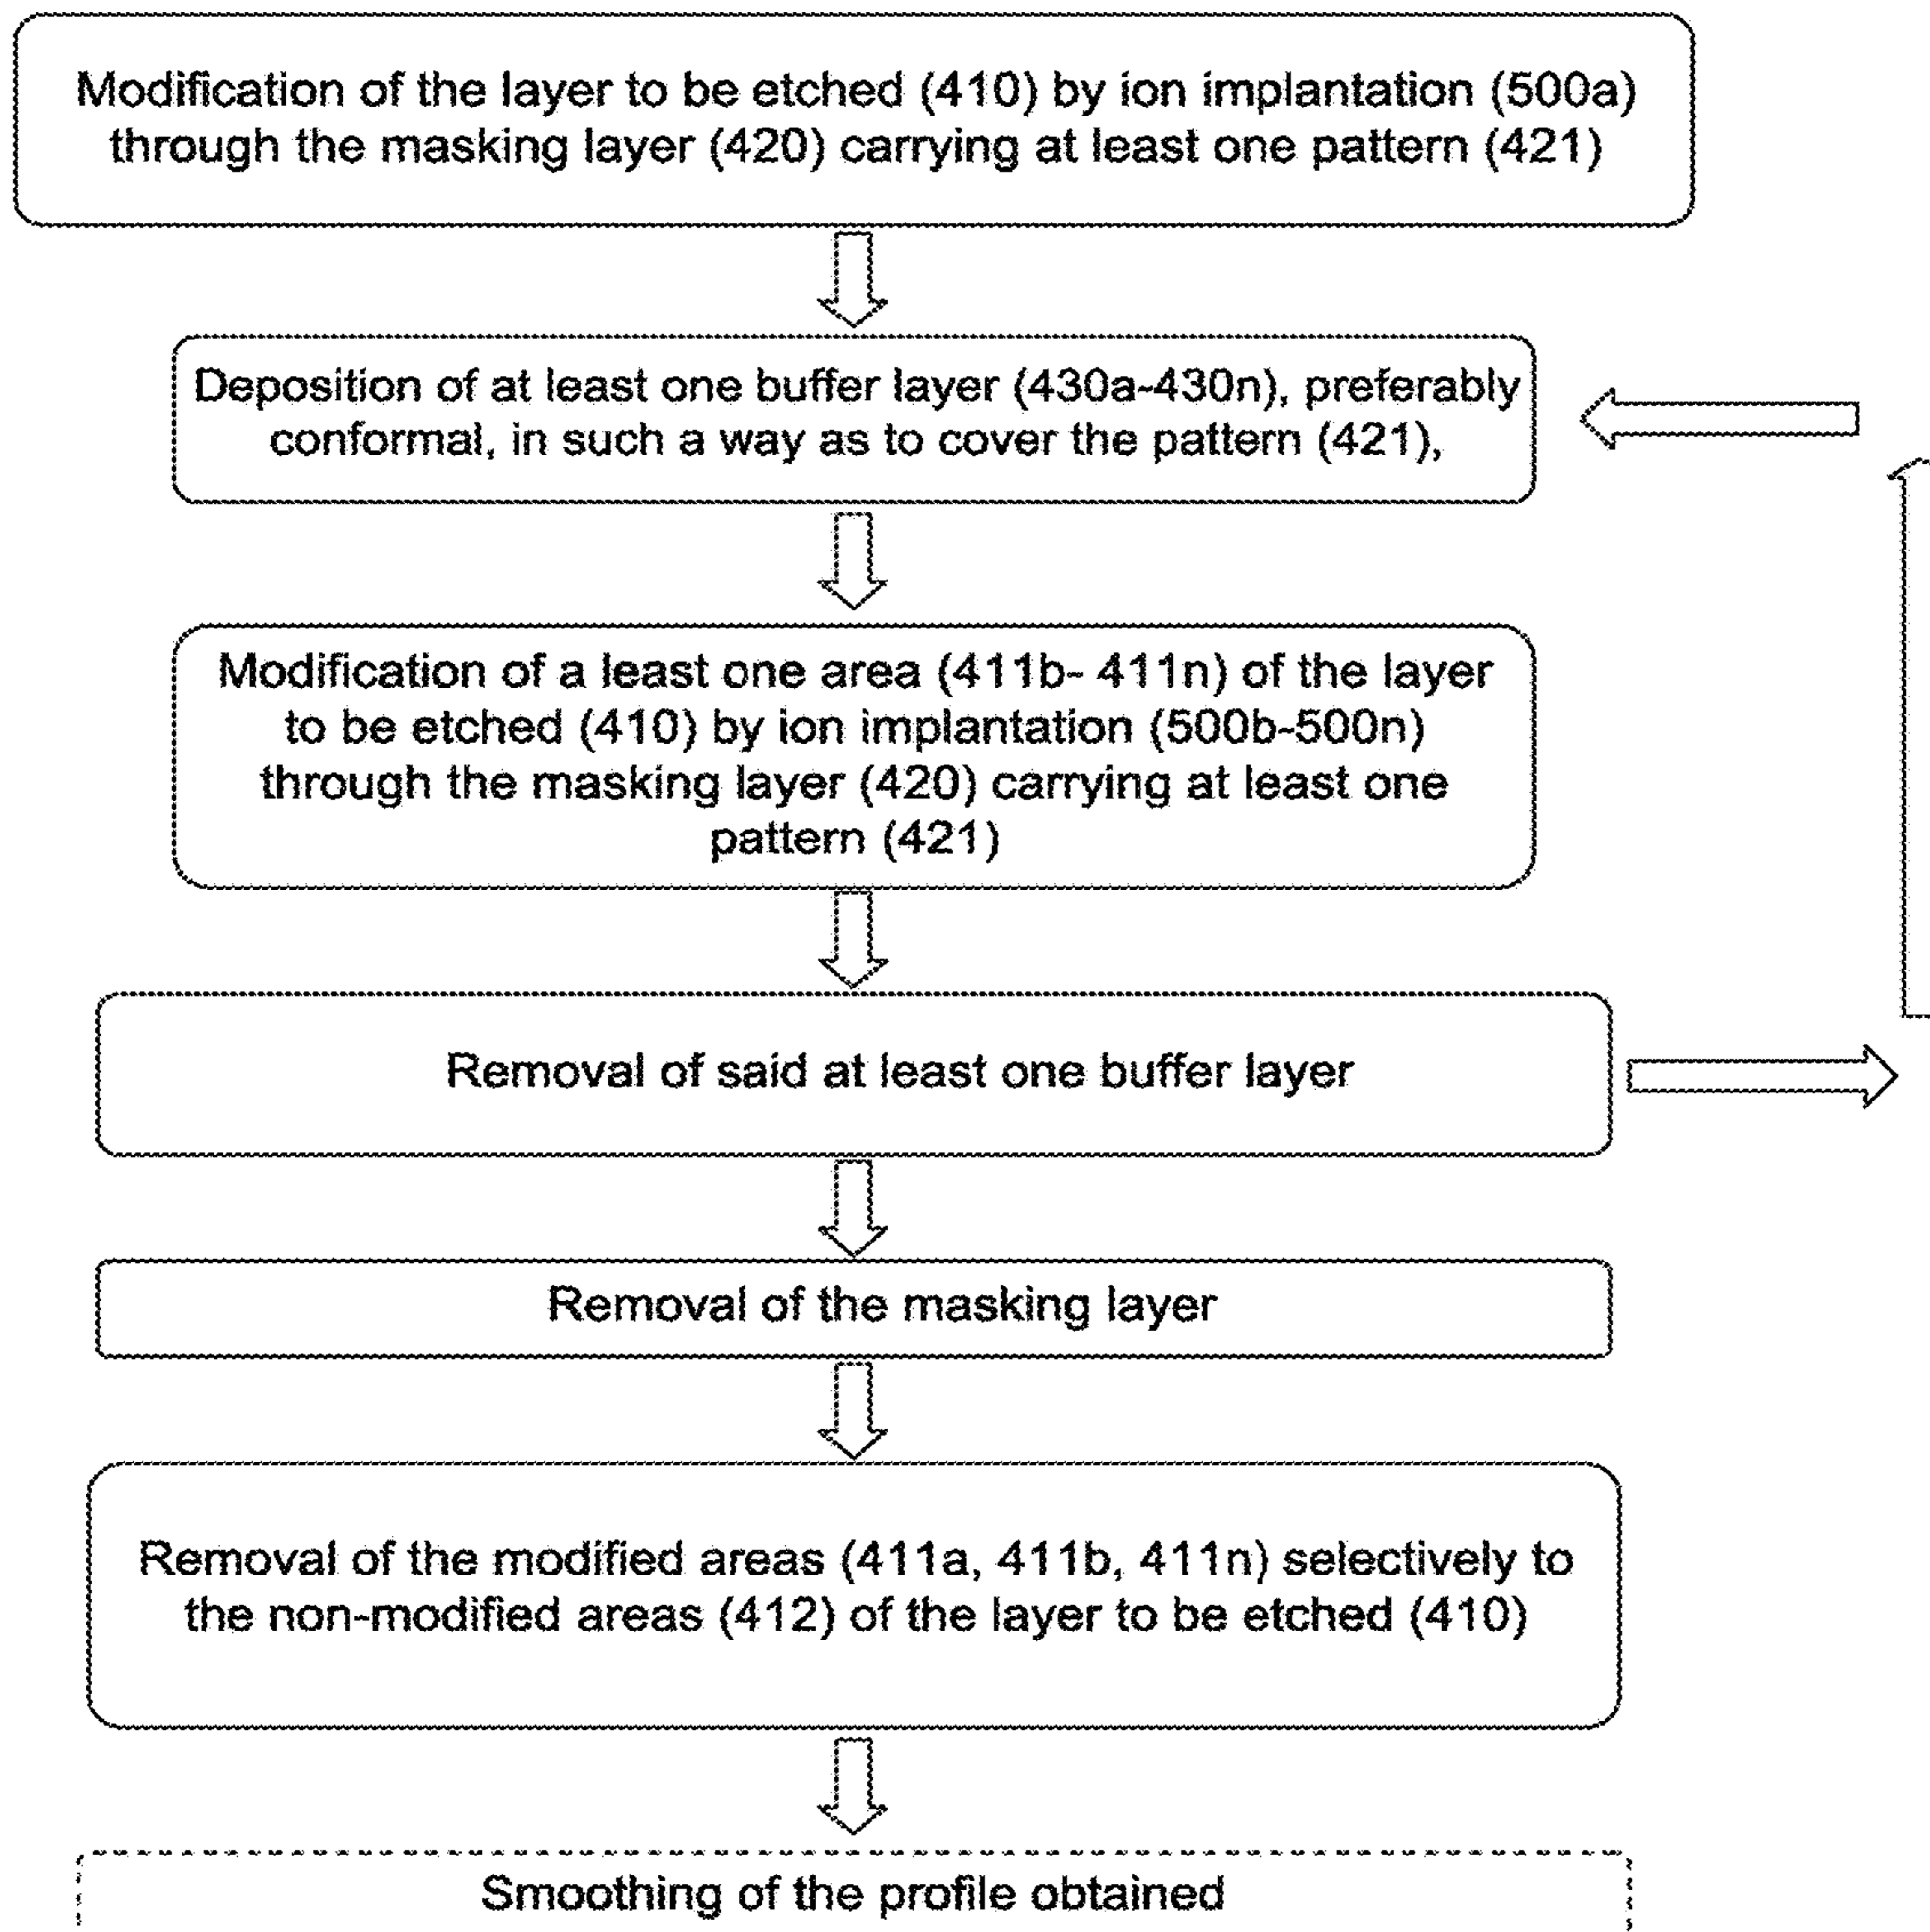 Modification of the layer to be etched (410) by ion implantation (500a)
through the masking layer (420) carrying at least one pattern (421)
Deposition of at least one buffer layer (430a-430n), preferably
conformal, in such a way as to cover the pattern (421),
Modification of a least one area (411b- 411n) of the layer
to be etched (410) by ion implantation (500b-500n)
through the masking layer (420) carrying at least one
pattern (421)
Removal of said at least one buffer layer
Removal of the masking layer
Removal of the modified areas (411a, 411b, 411n) selectively to
the non-modified areas (412) of the layer to be etched (410)
Smoothing of the profile obtained